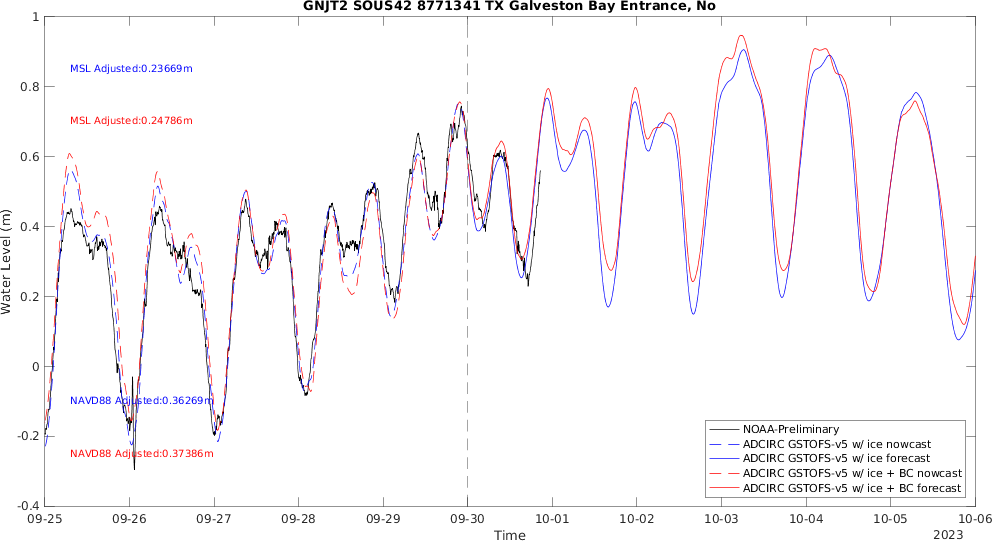 GNJT2 SOUS42 8771341 TX Galveston Bay Entrance, No
1
0.8
0.6
0.4
0.2
0
-0.2
-0.4
Water Level (m)
MSL Adjusted:0.23669m
MSL Adjusted:0.24786m
NAVD88 Adjusted:0.36269m
NAVD88 Adjusted:0.37386m
NOAA-Preliminary
ADCIRC GSTOFS-v5 w/ ice nowcast
ADCIRC GSTOFS-v5 w/ ice forecast
ADCIRC GSTOFS-v5 w/ ice + BC nowcast
ADCIRC GSTOFS-v5 w/ ice + BC forecast
09-25 09-26 09-27 09-28 09-29 09-30 10-01 10-02 10-03 10-04 10-05 10-06
Time
2023